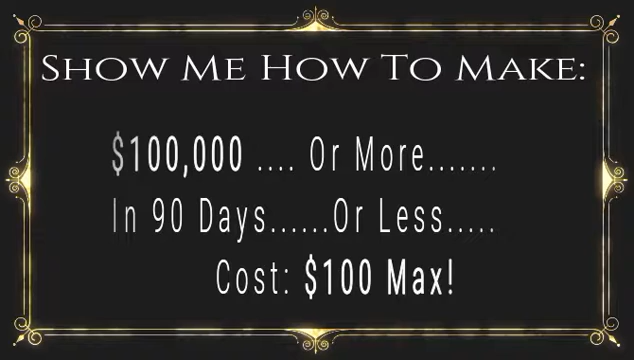 Show Me How To Make:
$100,000 .... Or More.......
In 90 Days......Or Less.....
Cost: $100 Max!